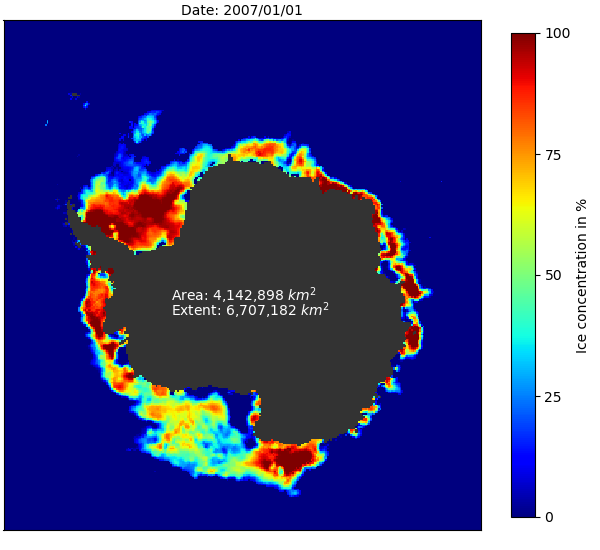 Date: 2007/01/01
100
75
50
25
0
Ice concentration in %
Area: 4,142,898 km²
Extent: 6,707,182 km²